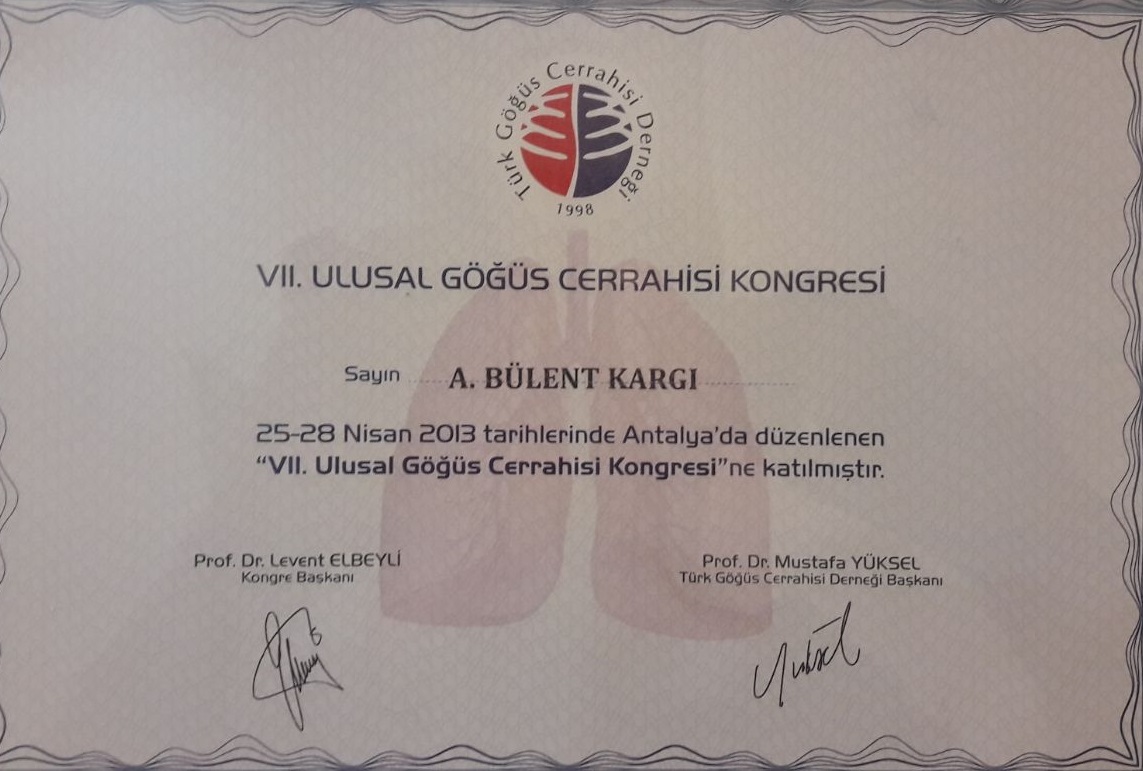 Türk Göğüs Cerrahisi Derneği
1998
VII. ULUSAL GÖĞÜS CERRAHİSİ KONGRESİ
Sayın A. BÜLENT KARGI
25-28 Nisan 2013 tarihlerinde Antalya'da düzenlenen
“VII. Ulusal Göğüs Cerrahisi Kongresi”ne katılmıştır.
Prof. Dr. Levent ELBEYLİ
Kongre Başkanı
Prof. Dr. Mustafa YÜKSEL
Türk Göğüs Cerrahisi Derneği Başkanı